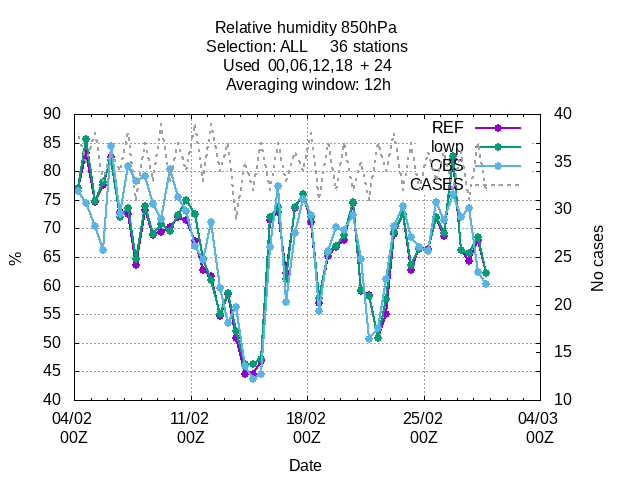 Relative humidity 850hPa
Selection: ALL 36 stations
Used 00,06,12,18 + 24
Averaging window: 12h
90
85
80
75
70
65
60
55
50
45
40
%
40
35
30
25
20
15
10
No cases
REF
lowp
OBS
CASES
04/02 11/02 18/02 25/02 04/03
00Z 00Z 00Z 00Z 00Z
Date